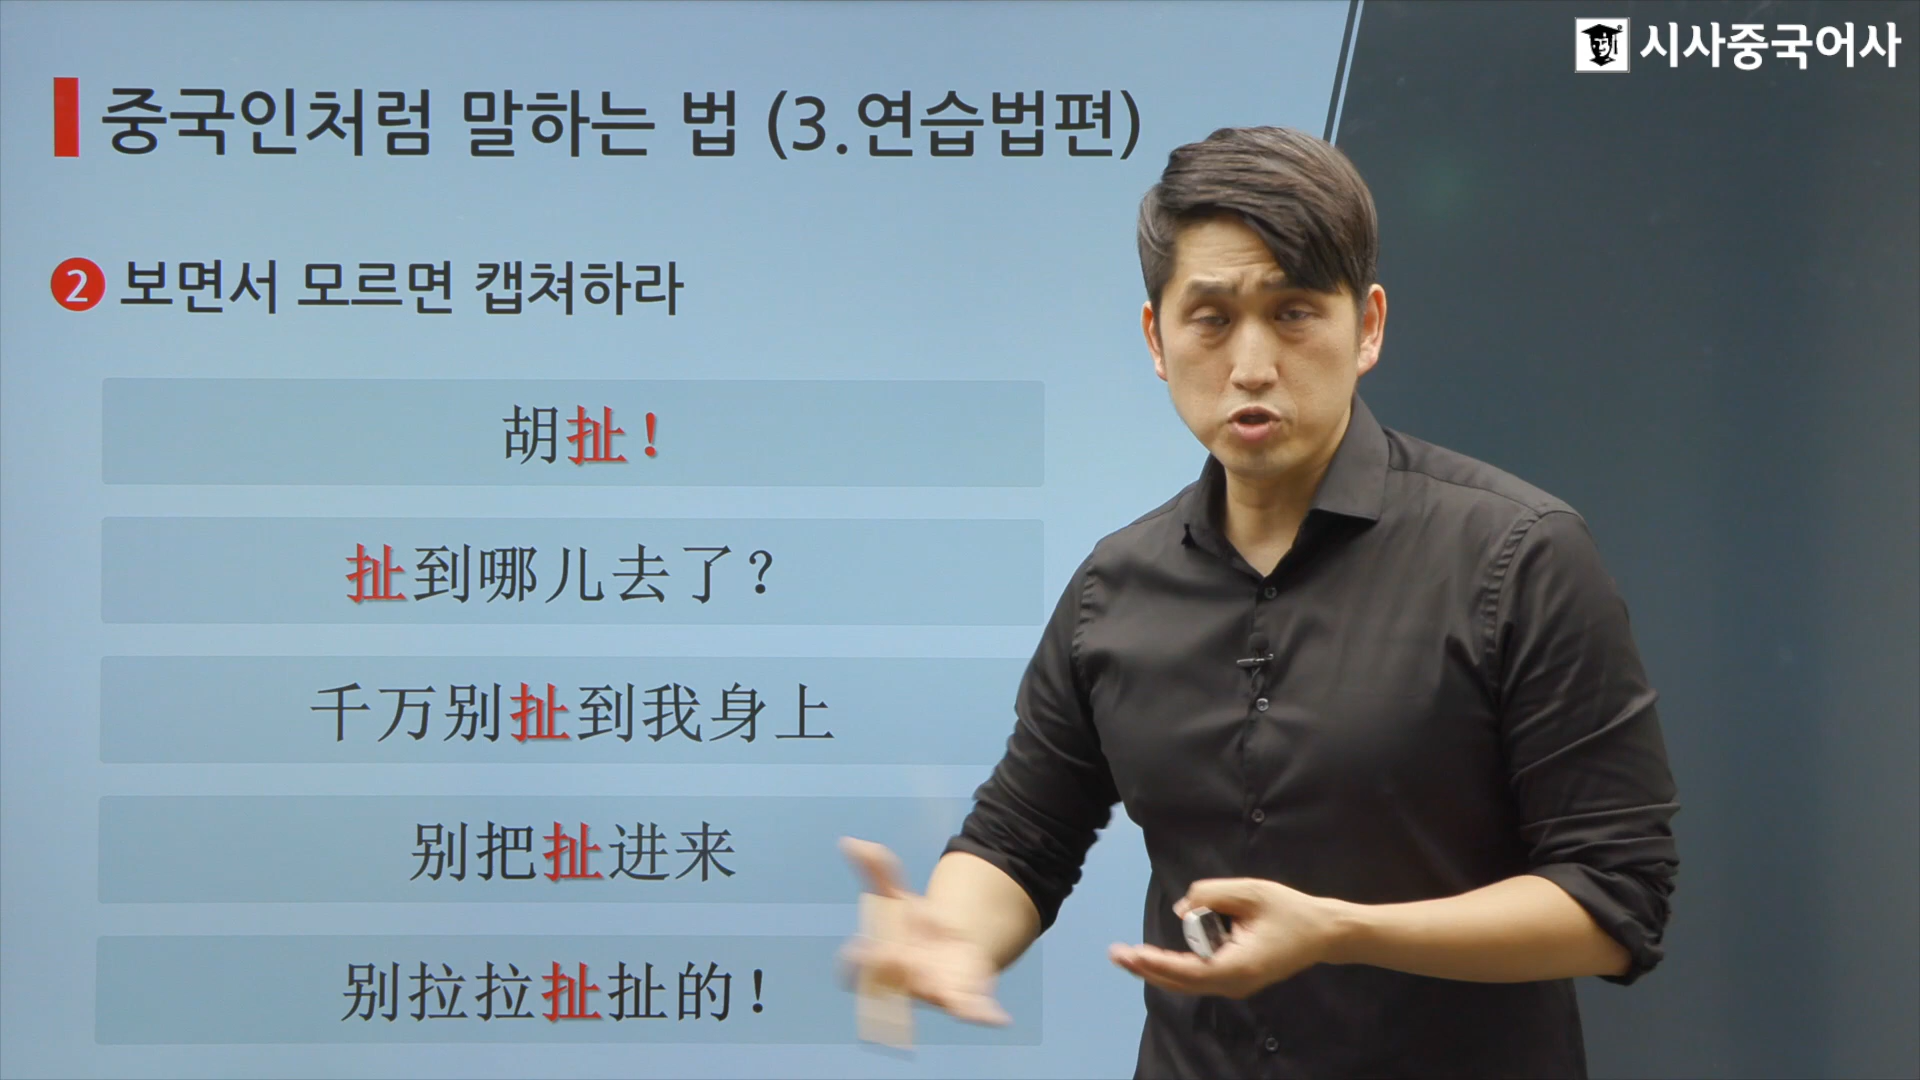 시사중국어사
중국인처럼 말하는 법 (3.연습법편)
2 보면서 모르면 캡쳐하라
胡扯!
扯到哪儿去了?
千万别扯到我身上
别把扯进来
别拉拉扯扯的!